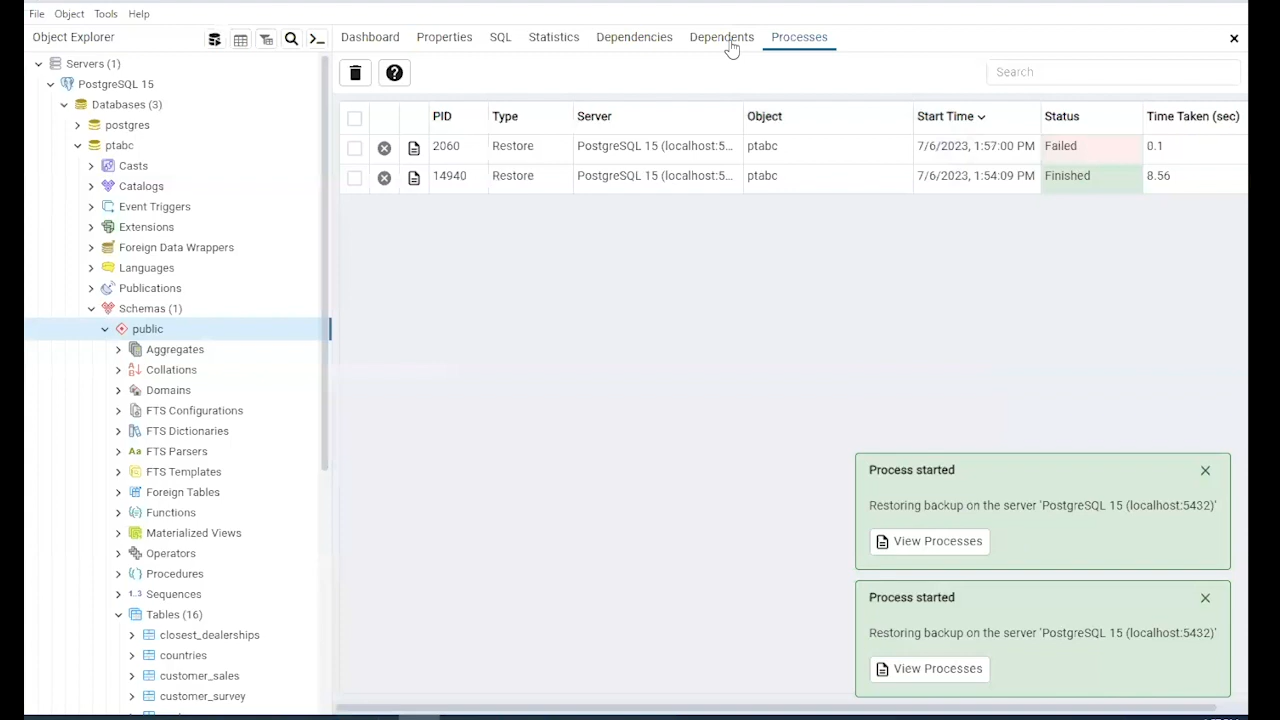 File Object Tools Help
Object Explorer
Dashboard Properties SQL Statistics Dependencies Dependents Processes
Search
Servers (1)
PostgreSQL 15
Databases (3)
postgres
ptabc
Casts
Catalogs
Event Triggers
Extensions
Foreign Data Wrappers
Languages
Publications
Schemas (1)
public
Aggregates
Collations
Domains
FTS Configurations
FTS Dictionaries
Aa FTS Parsers
FTS Templates
Foreign Tables
Functions
Materialized Views
Operators
Procedures
1..3 Sequences
Tables (16)
closest_dealerships
countries
customer_sales
customer_survey
PID Type Server Object Start Time Status Time Taken (sec)
2060 Restore PostgreSQL 15 (localhost:5... ptabc 7/6/2023, 1:57:00 PM Failed 0.1
14940 Restore PostgreSQL 15 (localhost:5... ptabc 7/6/2023, 1:54:09 PM Finished 8.56
Process started
Restoring backup on the server 'PostgreSQL 15 (localhost:5432)'
View Processes
Process started
Restoring backup on the server 'PostgreSQL 15 (localhost:5432)'
View Processes